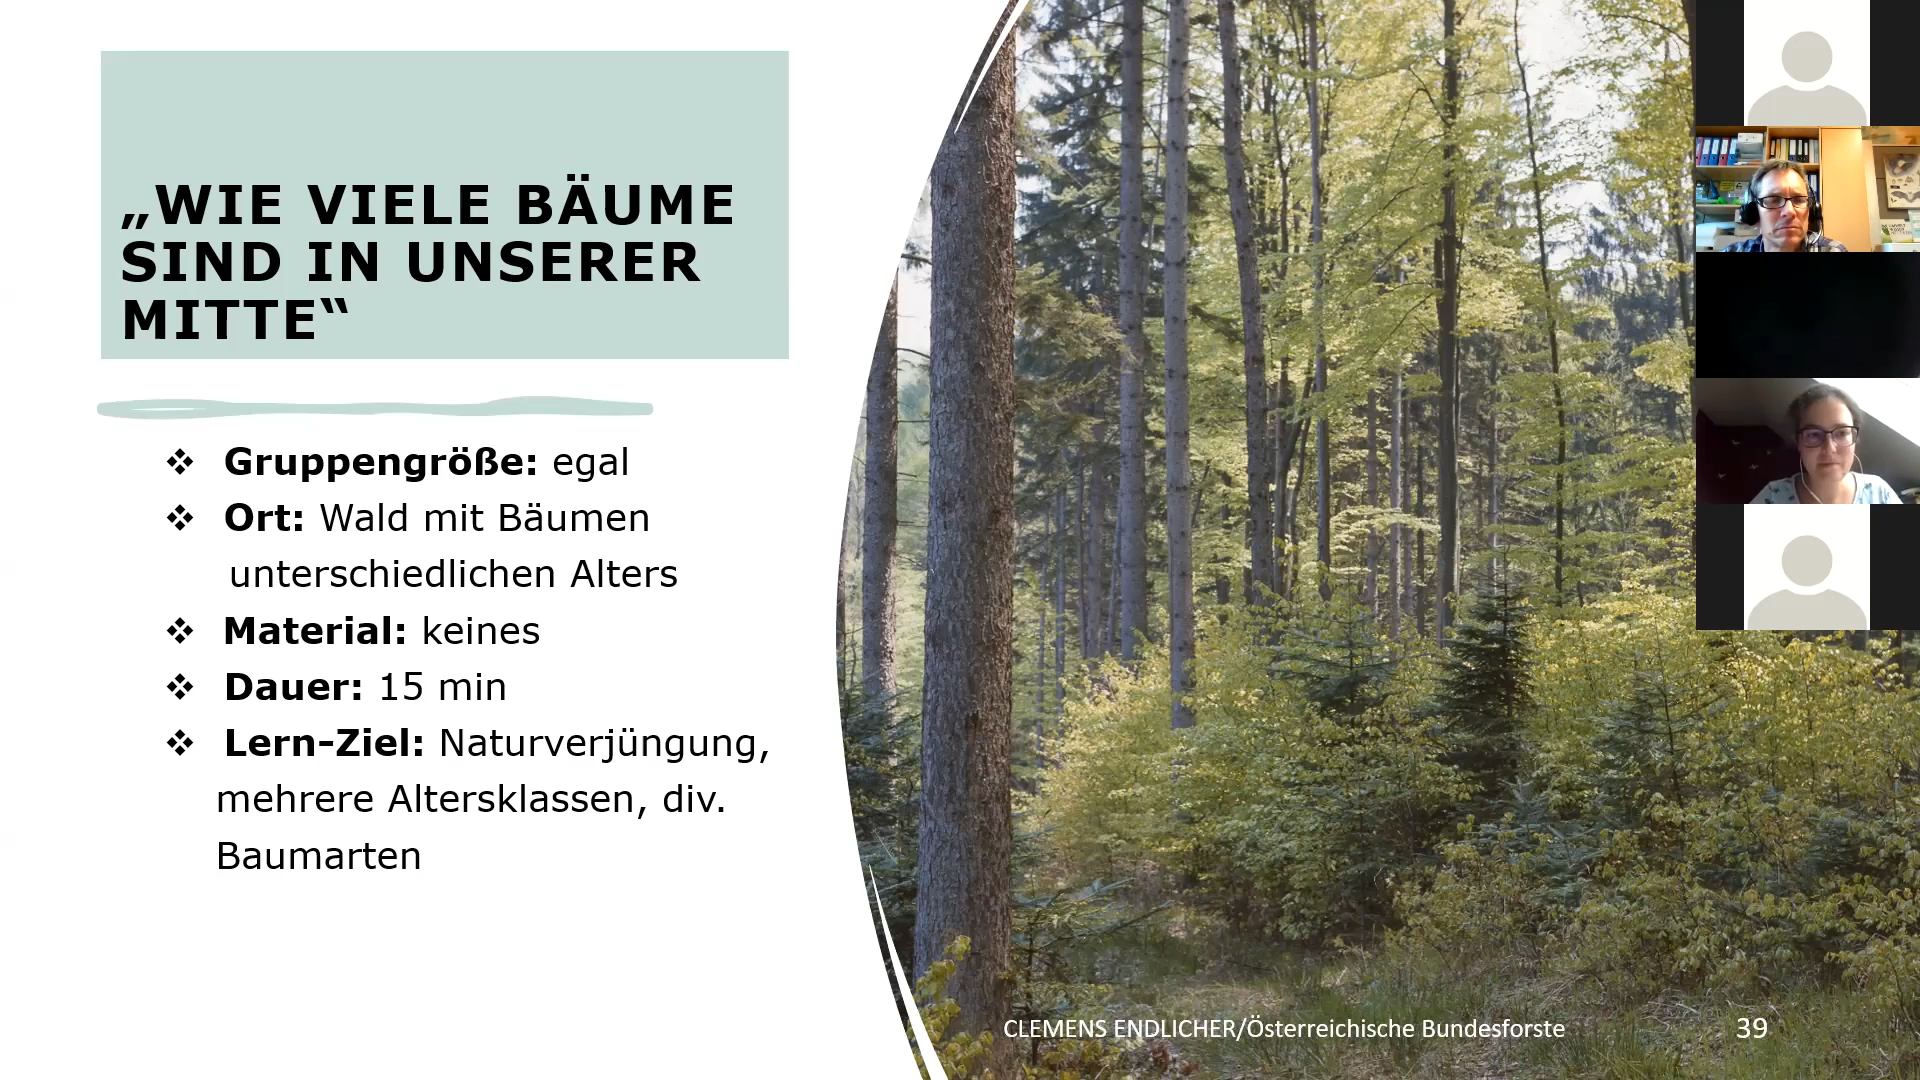 „WIE VIELE BÄUME
SIND IN UNSERER
MITTE“
❖ Gruppengröße: egal
❖ Ort: Wald mit Bäumen
unterschiedlichen Alters
❖ Material: keines
❖ Dauer: 15 min
❖ Lern-Ziel: Naturverjüngung,
mehrere Altersklassen, div.
Baumarten
CLEMENS ENDLICHER/Österreichische Bundesforste
39